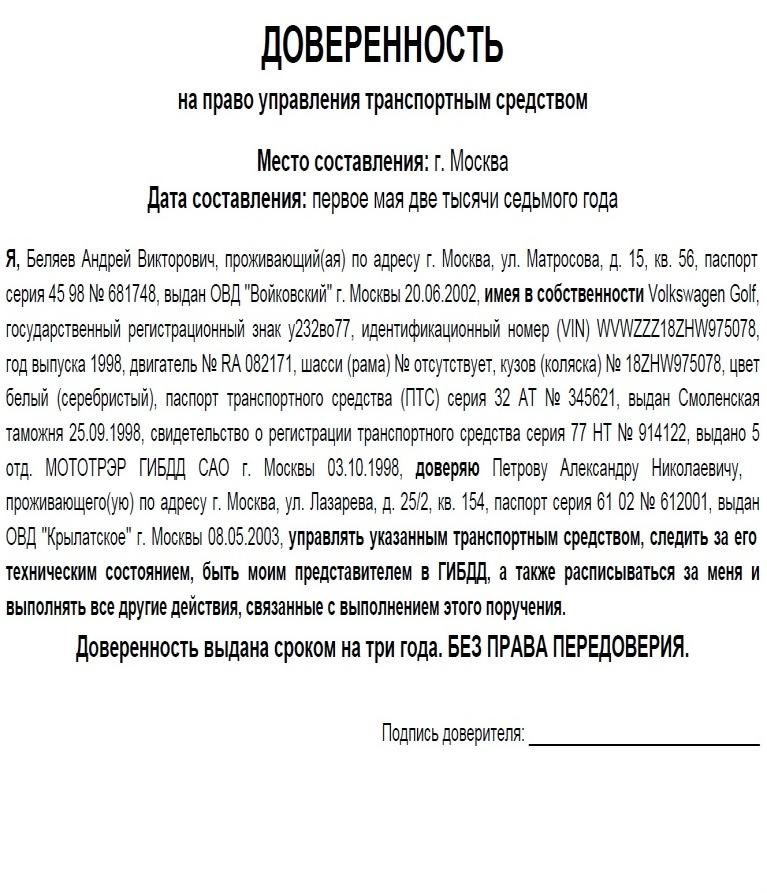 ДОВЕРЕННОСТЬ
на право управления транспортным средством
Место составления: г. Москва
Дата составления: первое мая две тысячи седьмого года
Я, Беляев Андрей Викторович, проживающий(ая) по адресу г. Москва, ул. Матросова, д. 15, кв. 56, паспорт
серия 45 98 № 681748, выдан ОВД "Войковский" г. Москвы 20.06.2002, имея в собственности Volkswagen Golf,
государственный регистрационный знак у232во77, идентификационный номер (VIN) WVWZZZ18ZHW975078,
год выпуска 1998, двигатель № RA 082171, шасси (рама) № отсутствует, кузов (коляска) № 18ZHW975078, цвет
белый (серебристый), паспорт транспортного средства (ПТС) серия 32 АТ № 345621, выдан Смоленская
таможня 25.09.1998, свидетельство о регистрации транспортного средства серия 77 НТ № 914122, выдано 5
отд. МОТОТРЭР ГИБДД САО г. Москвы 03.10.1998, доверяю Петрову Александру Николаевичу,
проживающего(ую) по адресу г. Москва, ул. Лазарева, д. 25/2, кв. 154, паспорт серия 61 02 № 612001, выдан
ОВД "Крылатское" г. Москвы 08.05.2003, управлять указанным транспортным средством, следить за его
техническим состоянием, быть моим представителем в ГИБДД, а также расписываться за меня и
выполнять все другие действия, связанные с выполнением этого поручения.
Доверенность выдана сроком на три года. БЕЗ ПРАВА ПЕРЕДОВЕРИЯ.
Подпись доверителя: